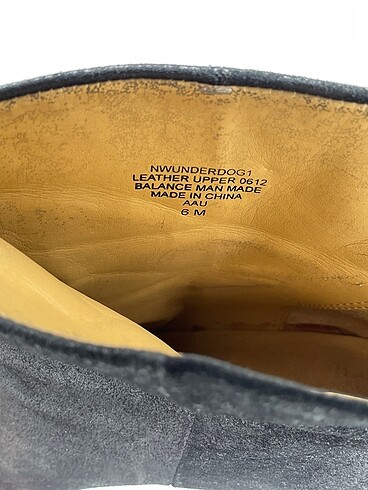 NWUNDERDOG1
LEATHER UPPER 0612
BALANCE MAN MADE
MADE IN CHINA
AAU
6 M